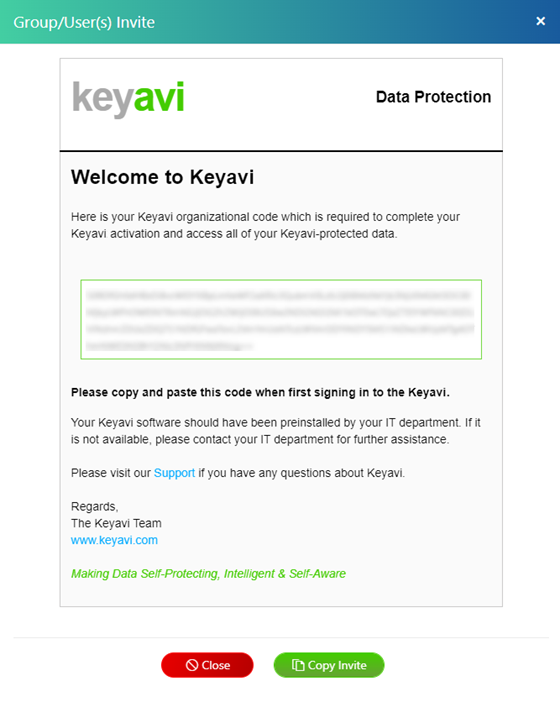 Group/User(s) Invite
keyavi
Data Protection
Welcome to Keyavi
Here is your Keyavi organizational code which is required to complete your
Keyavi activation and access all of your Keyavi-protected data.
Please copy and paste this code when first signing in to the Keyavi.
Your Keyavi software should have been preinstalled by your IT department. If it
is not available, please contact your IT department for further assistance.
Please visit our Support if you have any questions about Keyavi.
Regards,
The Keyavi Team
www.keyavi.com
Making Data Self-Protecting, Intelligent & Self-Aware
Close
Copy Invite